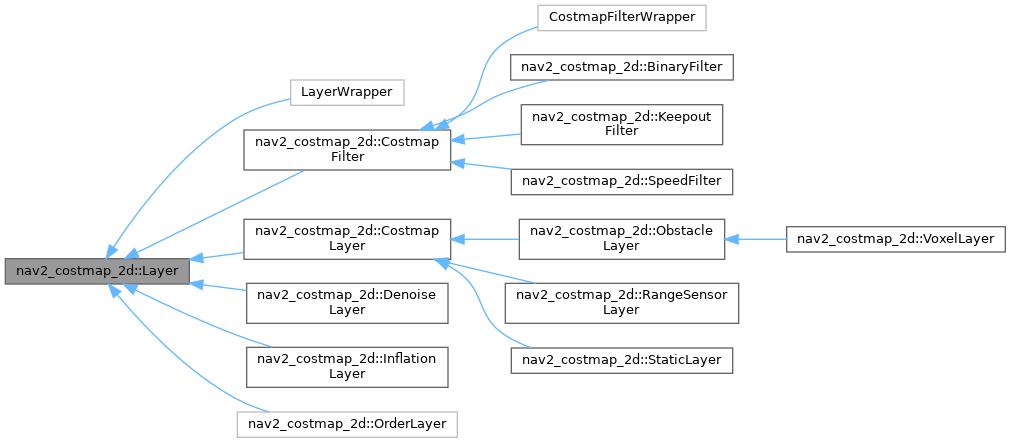 CostmapFilterWrapper
nav2_costmap_2d::BinaryFilter
LayerWrapper
nav2_costmap_2d::Keepout
Filter
nav2_costmap_2d::Costmap
Filter
nav2_costmap_2d::SpeedFilter
nav2_costmap_2d::Costmap
Layer
nav2_costmap_2d::Obstacle
Layer
nav2_costmap_2d::VoxelLayer
nav2_costmap_2d::Layer
nav2_costmap_2d::Denoise
Layer
nav2_costmap_2d::RangeSensor
Layer
nav2_costmap_2d::Inflation
Layer
nav2_costmap_2d::StaticLayer
nav2_costmap_2d::OrderLayer